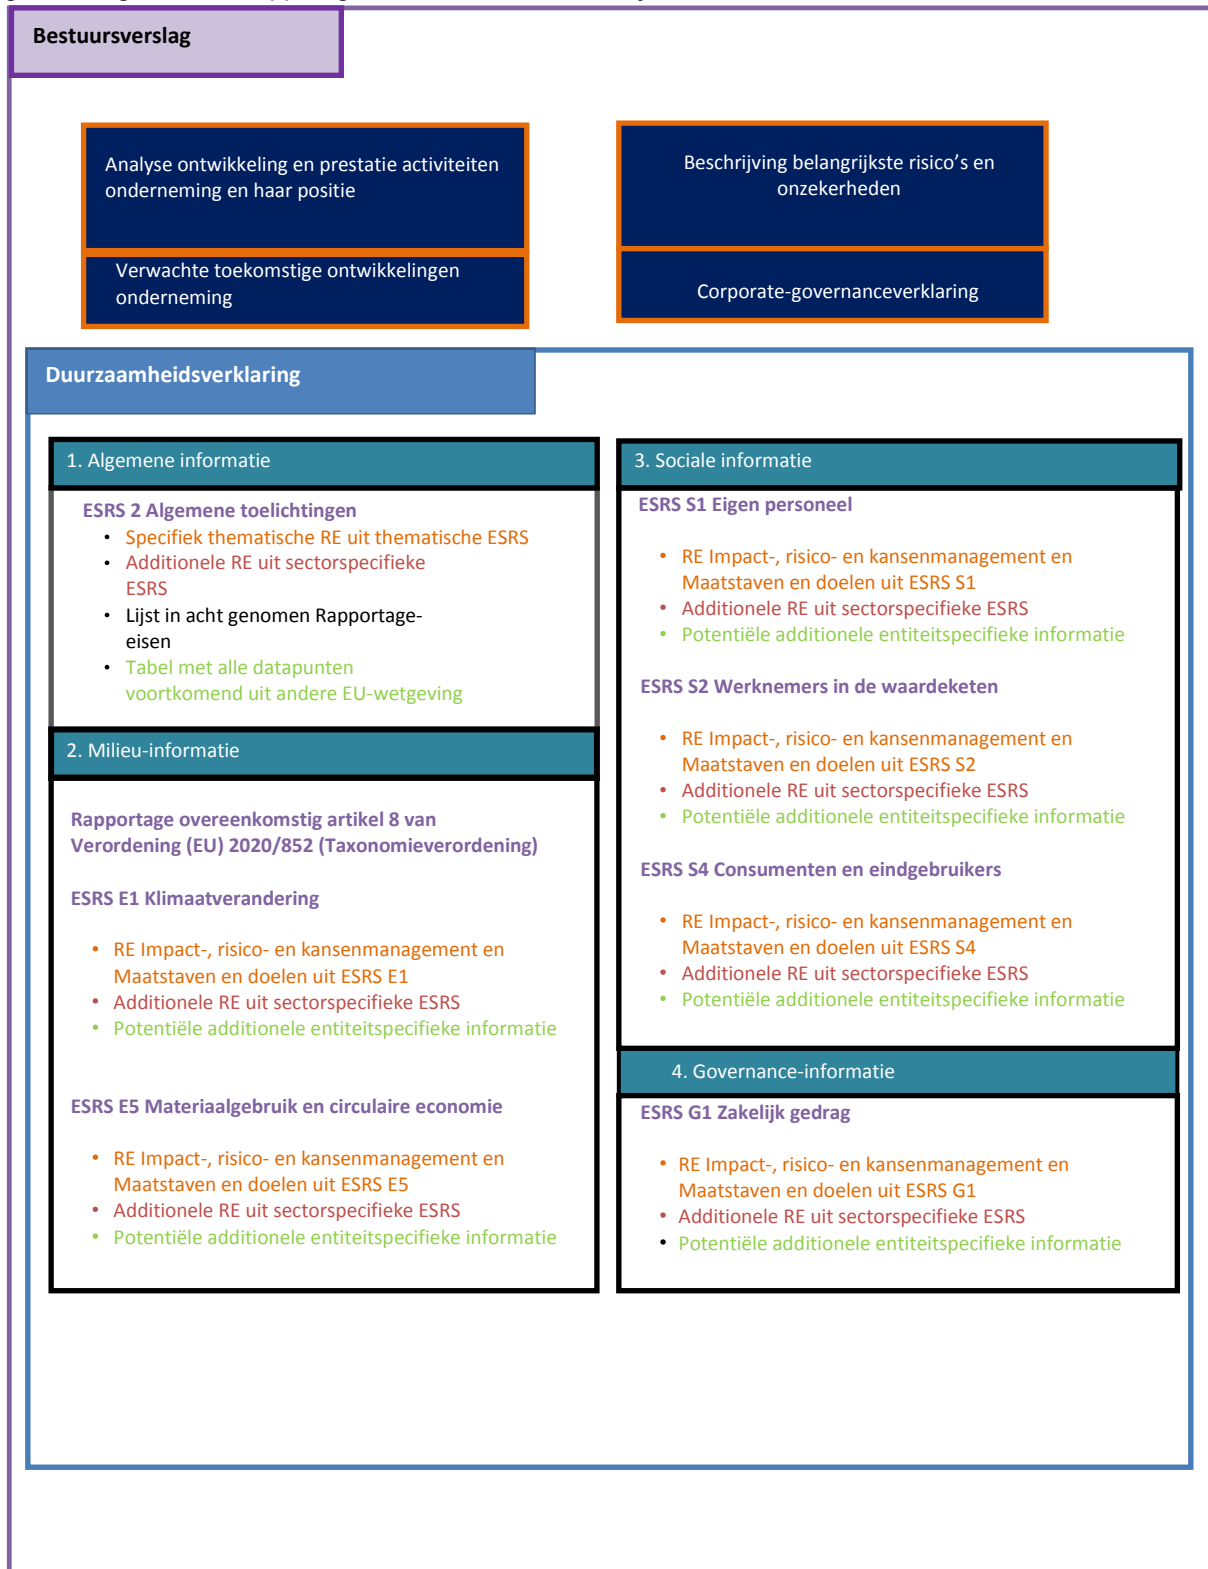 Bestuursverslag
Analyse ontwikkeling en prestatie activiteiten
onderneming en haar positie
Verwachte toekomstige ontwikkelingen
onderneming
Beschrijving belangrijkste risico's en
onzekerheden
Corporate-governanceverklaring
Duurzaamheidsverklaring
1. Algemene informatie
ESRS 2 Algemene toelichtingen
• Specifiek thematische RE uit thematische ESRS
• Additionele RE uit sectorspecifieke
ESRS
• Lijst in acht genomen Rapportage-
eisen
• Tabel met alle datapunten
voortkomend uit andere EU-wetgeving
2. Milieu-informatie
Rapportage overeenkomstig artikel 8 van
Verordening (EU) 2020/852 (Taxonomieverordening)
ESRS E1 Klimaatverandering
• RE Impact-, risico- en kansenmanagement en
Maatstaven en doelen uit ESRS E1
• Additionele RE uit sectorspecifieke ESRS
• Potentiële additionele entiteitspecifieke informatie
ESRS E5 Materiaalgebruik en circulaire economie
• RE Impact-, risico- en kansenmanagement en
Maatstaven en doelen uit ESRS E5
• Additionele RE uit sectorspecifieke ESRS
• Potentiële additionele entiteitspecifieke informatie
3. Sociale informatie
ESRS S1 Eigen personeel
• RE Impact-, risico- en kansenmanagement en
Maatstaven en doelen uit ESRS S1
• Additionele RE uit sectorspecifieke ESRS
• Potentiële additionele entiteitspecifieke informatie
ESRS S2 Werknemers in de waardeketen
• RE Impact-, risico- en kansenmanagement en
Maatstaven en doelen uit ESRS S2
• Additionele RE uit sectorspecifieke ESRS
• Potentiële additionele entiteitspecifieke informatie
ESRS S4 Consumenten en eindgebruikers
• RE Impact-, risico- en kansenmanagement en
Maatstaven en doelen uit ESRS S4
• Additionele RE uit sectorspecifieke ESRS
• Potentiële additionele entiteitspecifieke informatie
4. Governance-informatie
ESRS G1 Zakelijk gedrag
• RE Impact-, risico- en kansenmanagement en
Maatstaven en doelen uit ESRS G1
• Additionele RE uit sectorspecifieke ESRS
• Potentiële additionele entiteitspecifieke informatie